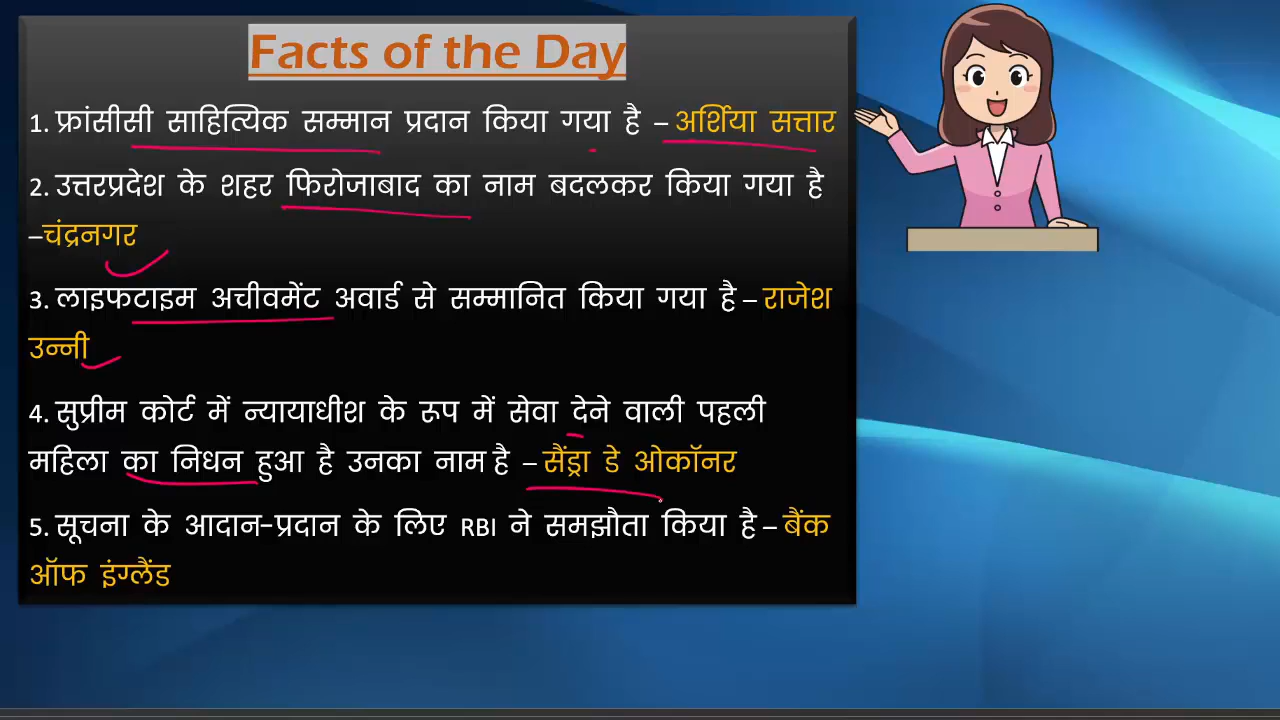 Facts of the Day
1. फ्रांसीसी साहित्यिक सम्मान प्रदान किया गया है – अर्शिया सत्तार
2. उत्तरप्रदेश के शहर फिरोजाबाद का नाम बदलकर किया गया है
–चंद्रनगर
3. लाइफटाइम अचीवमेंट अवार्ड से सम्मानित किया गया है – राजेश
उन्नी
4. सुप्रीम कोर्ट में न्यायाधीश के रूप में सेवा देने वाली पहली
महिला का निधन हुआ है उनका नाम है – सैंड्रा डे ओकॉनर
5. सूचना के आदान-प्रदान के लिए RBI ने समझौता किया है – बैंक
ऑफ इंग्लैंड